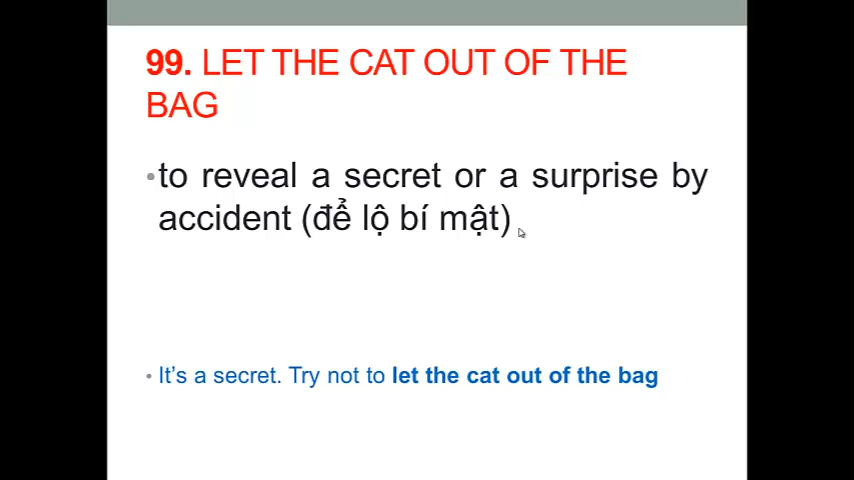 99. LET THE CAT OUT OF THE
BAG
•to reveal a secret or a surprise by
accident (để lộ bí mật)
• It’s a secret. Try not to let the cat out of the bag